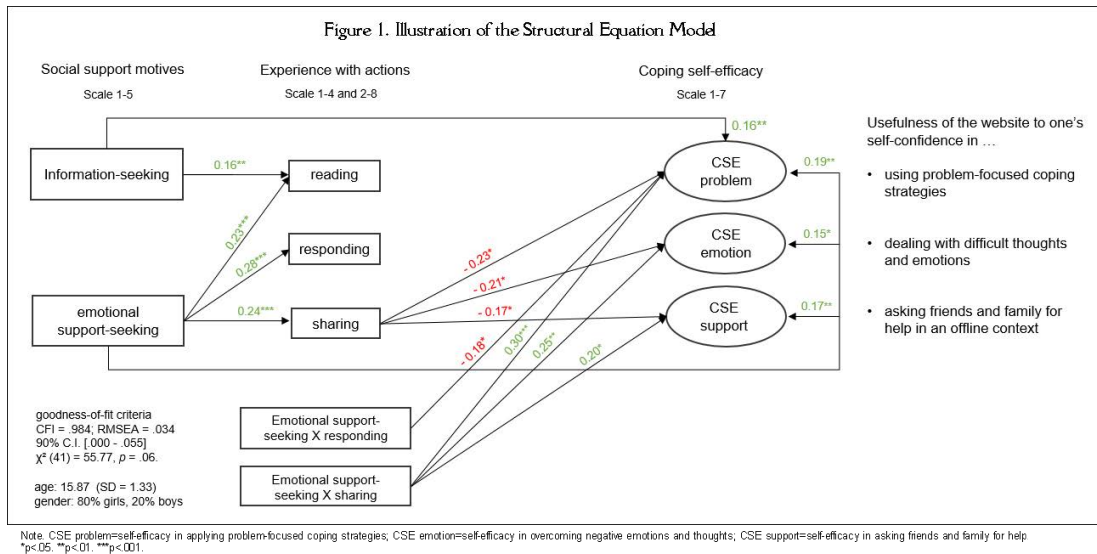 Figure 1. Illustration of the Structural Equation Model
Social support motives
Scale 1-5
Experience with actions
Scale 1-4 and 2-8
Coping self-efficacy
Scale 1-7
0.16**
Information-seeking
0.16**
reading
CSE
problem
0.19**
0.23***
responding
0.28***
CSE
emotion
0.15*
emotional
support-seeking
0.24***
sharing
CSE
support
0.17**
- 0.23*
- 0.21*
- 0.17*
- 0.18*
0.30***
0.25**
0.20*
Emotional support-
seeking X responding
Emotional support-
seeking X sharing
Usefulness of the website to one's
self-confidence in ...
• using problem-focused coping
strategies
• dealing with difficult thoughts
and emotions
• asking friends and family for
help in an offline context
goodness-of-fit criteria
CFI = .984; RMSEA = .034
90% C.I. [.000 - .055]
χ² (41) = 55.77, p = .06.
age: 15.87 (SD = 1.33)
gender: 80% girls, 20% boys
Note. CSE problem=self-efficacy in applying problem-focused coping strategies; CSE emotion=self-efficacy in overcoming negative emotions and thoughts; CSE support=self-efficacy in asking friends and family for help
*p<.05. **p<.01. ***p<.001.